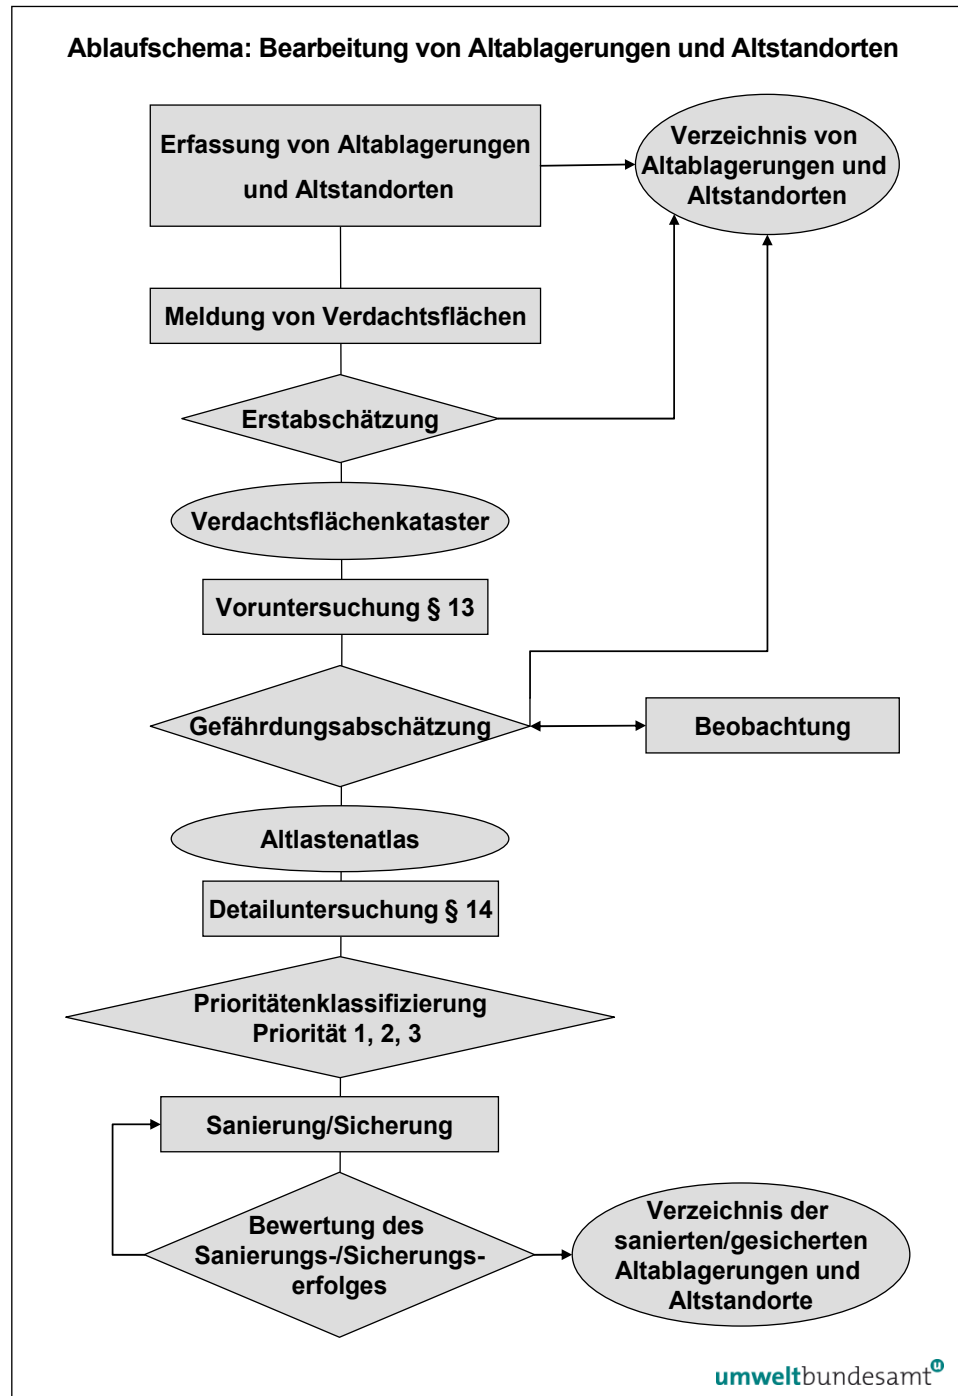 Ablaufschema: Bearbeitung von Altablagerungen und Altstandorten
Erfassung von Altablagerungen
und Altstandorten
Verzeichnis von
Altablagerungen und
Altstandorten
Meldung von Verdachtsflächen
Erstabschätzung
Verdachtsflächenkataster
Voruntersuchung § 13
Gefährdungsabschätzung
Beobachtung
Altlastenatlas
Detailuntersuchung § 14
Prioritätenklassifizierung
Priorität 1, 2, 3
Sanierung/Sicherung
Bewertung des
Sanierungs-/Sicherungs-
erfolges
Verzeichnis der
sanierten/gesicherten
Altablagerungen und
Altstandorte
umweltbundesamt